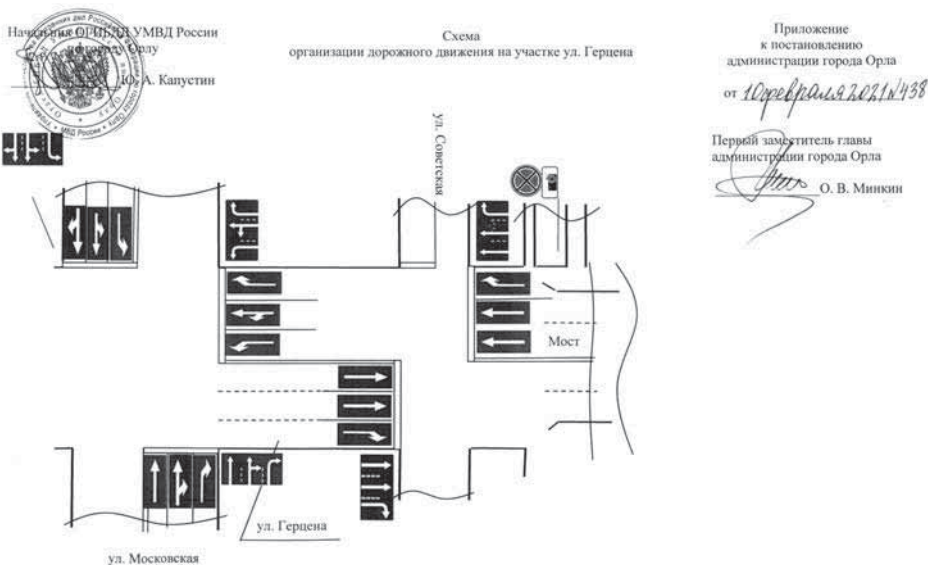 Начальник ОГИБДД УМВД России
по городу Орлу
Ю. А. Капустин
Схема
организации дорожного движения на участке ул. Герцена
Приложение
к постановлению
администрации города Орла
от 10 февраля 2021 № 438
Первый заместитель главы
администрации города Орла
О. В. Минкин
ул. Советская
Мост
ул. Герцена
ул. Московская